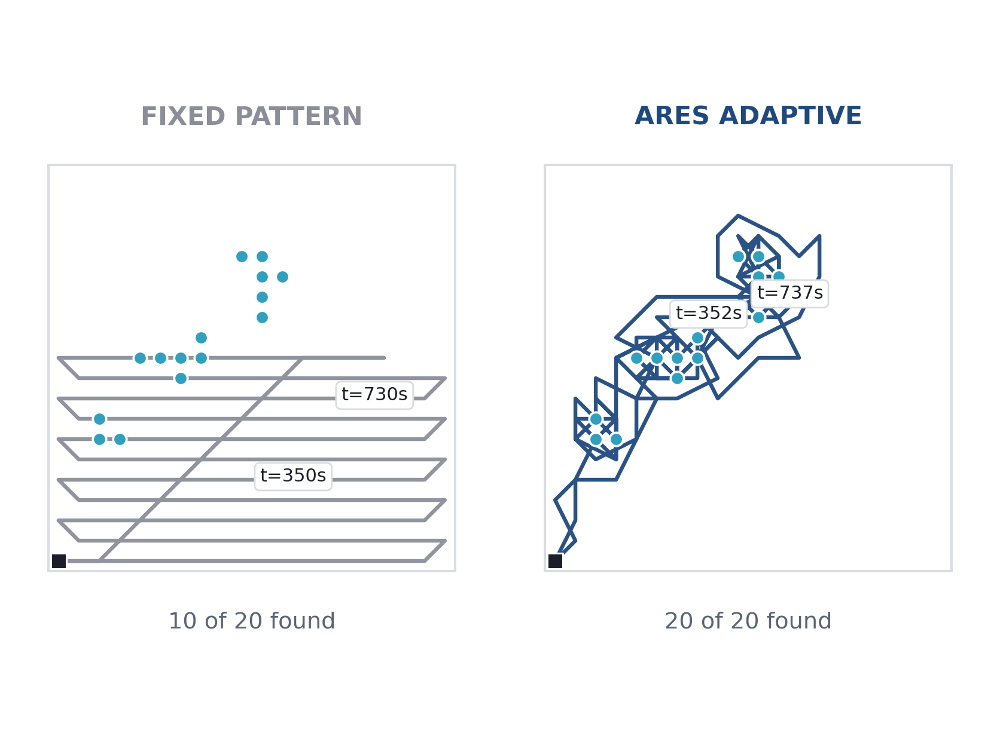 FIXED PATTERN
t=730s
t=350s
10 of 20 found
ARES ADAPTIVE
t=737s
t=352s
20 of 20 found